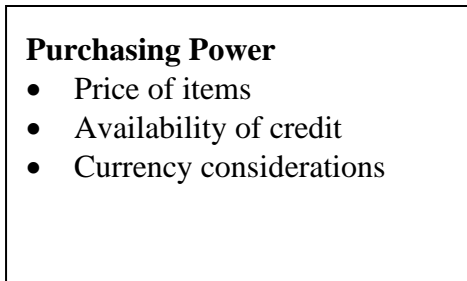 Purchasing Power
• Price of items
• Availability of credit
• Currency considerations